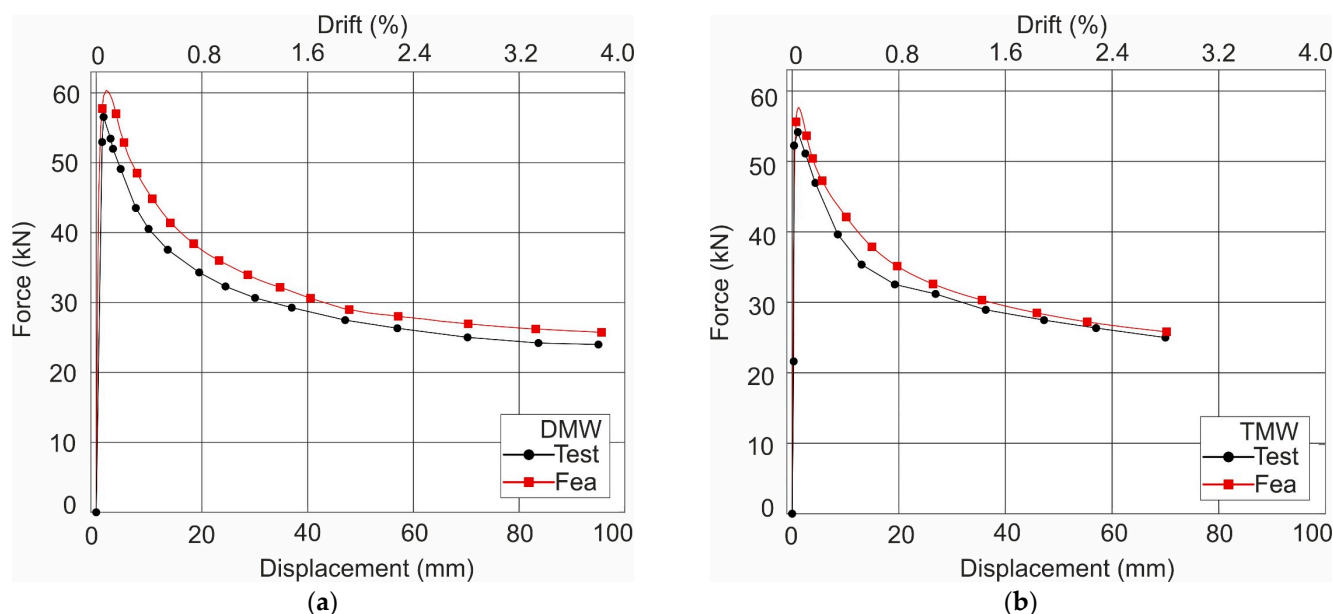 Drift (%)
0 0.8 1.6 2.4 3.2 4.0
Force (kN)
60
50
40
30
20
10
0
DMW
Test
Fea
0 20 40 60 80 100
Displacement (mm)
(a)
Drift (%)
0 0.8 1.6 2.4 3.2 4.0
Force (kN)
60
50
40
30
20
10
0
TMW
Test
Fea
0 20 40 60 80 100
Displacement (mm)
(b)